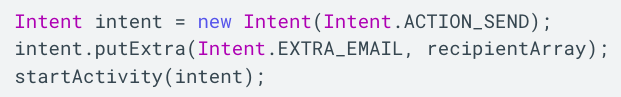 Intent intent = new Intent(Intent.ACTION_SEND);
intent.putExtra(Intent.EXTRA_EMAIL, recipientArray);
startActivity(intent);